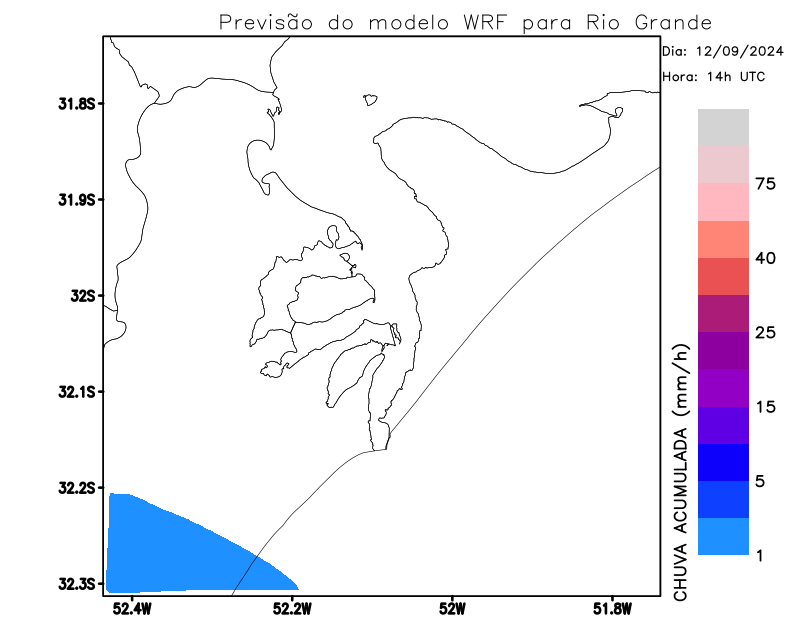 Previsão do modelo WRF para Rio Grande
Dia: 12/09/2024
Hora: 14h UTC
31.8S
31.9S
32S
32.1S
32.2S
32.3S
52.4W
52.2W
52W
51.8W
75
40
25
15
5
1
CHUVA ACUMULADA (mm/h)